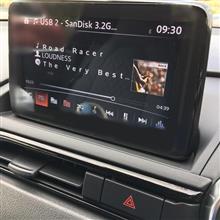 USB 2 - SanDisk 3.2G...
09:30
Road Racer
LOUDNESS
The Very Best...
04:39